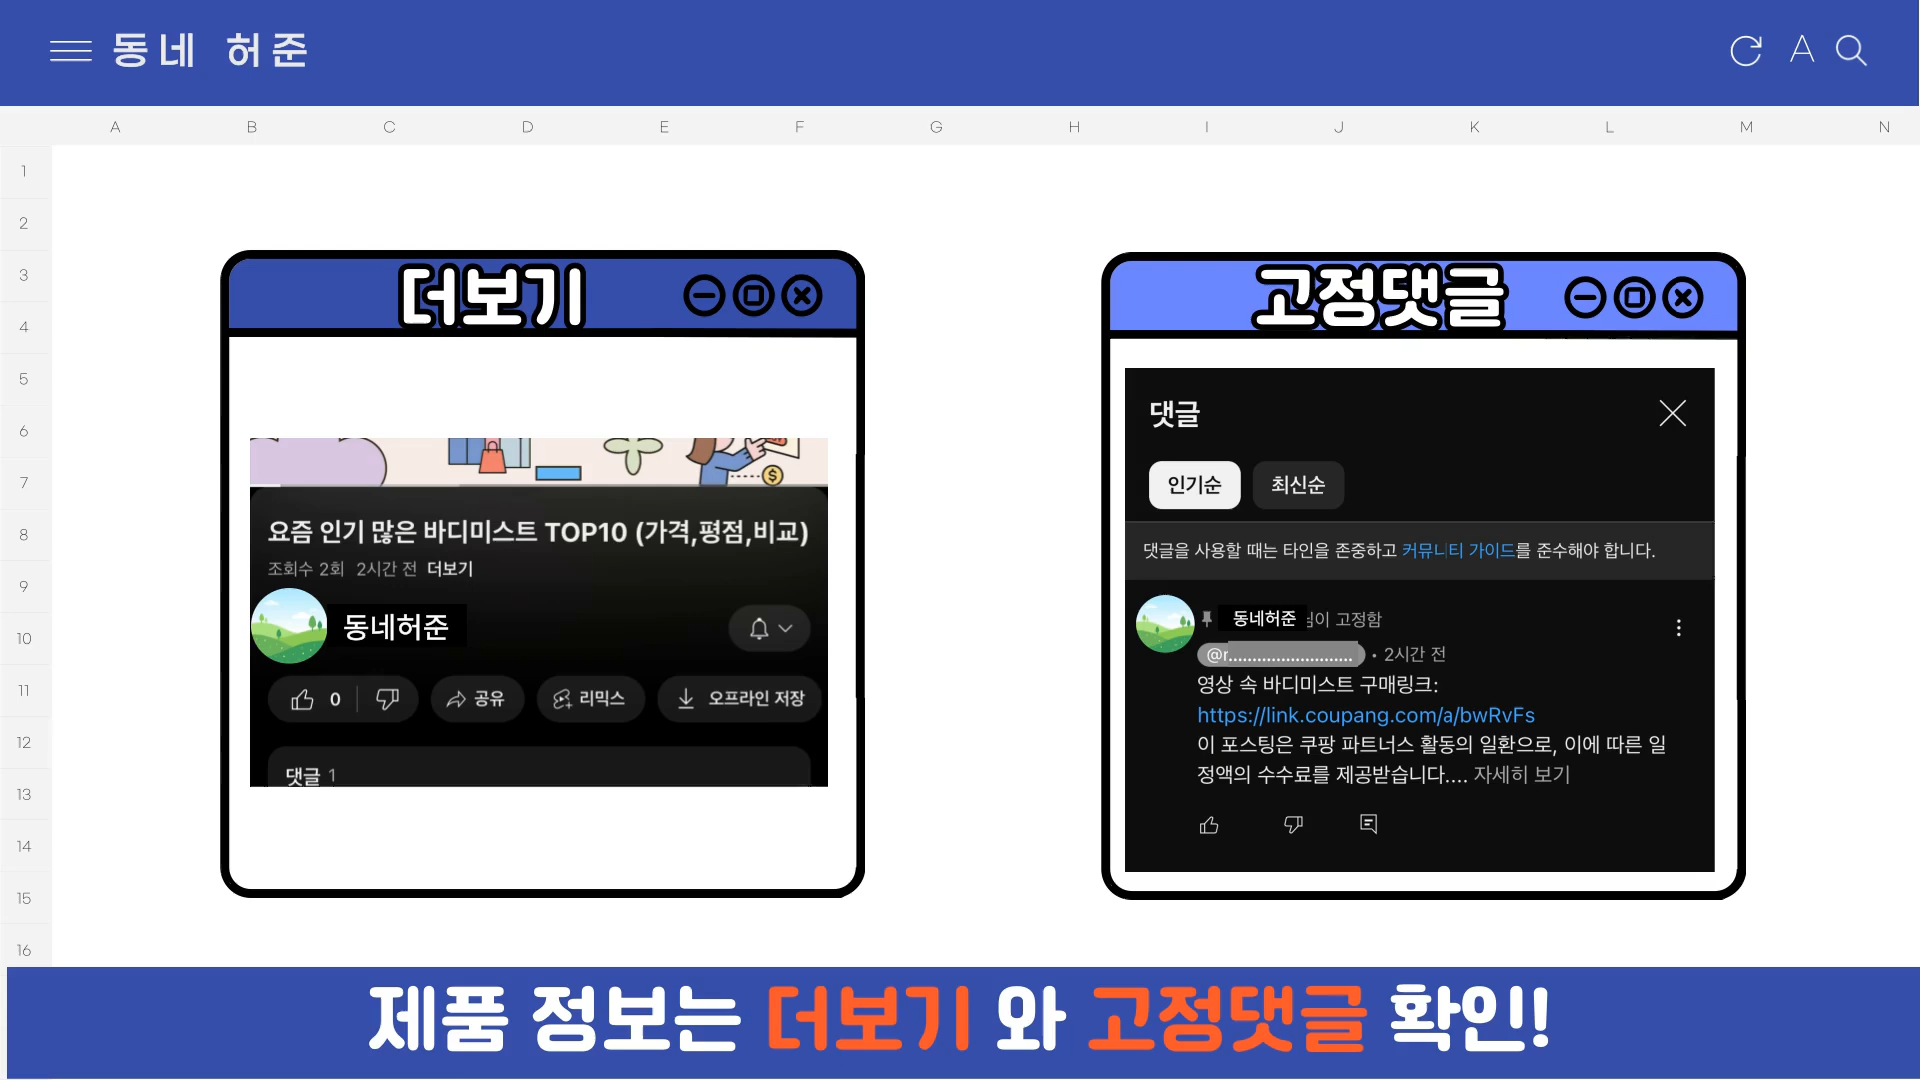 동네 허준
A
A B C D E F G H I J K L M N
1
2
3
4
5
6
7
8
9
10
11
12
13
14
15
16
더보기
요즘 인기 많은 바디미스트 TOP10 (가격,평점,비교)
조회수 2회 2시간 전 더보기
동네허준
0 공유 리믹스 오프라인 저장
댓글 1
고정댓글
댓글
인기순 최신순
댓글을 사용할 때는 타인을 존중하고 커뮤니티 가이드를 준수해야 합니다.
동네허준 님이 고정함
@r.......................... • 2시간 전
영상 속 바디미스트 구매링크:
https://link.coupang.com/a/bwRvFs
이 포스팅은 쿠팡 파트너스 활동의 일환으로, 이에 따른 일
정액의 수수료를 제공받습니다.... 자세히 보기
제품 정보는 더보기 와 고정댓글 확인!